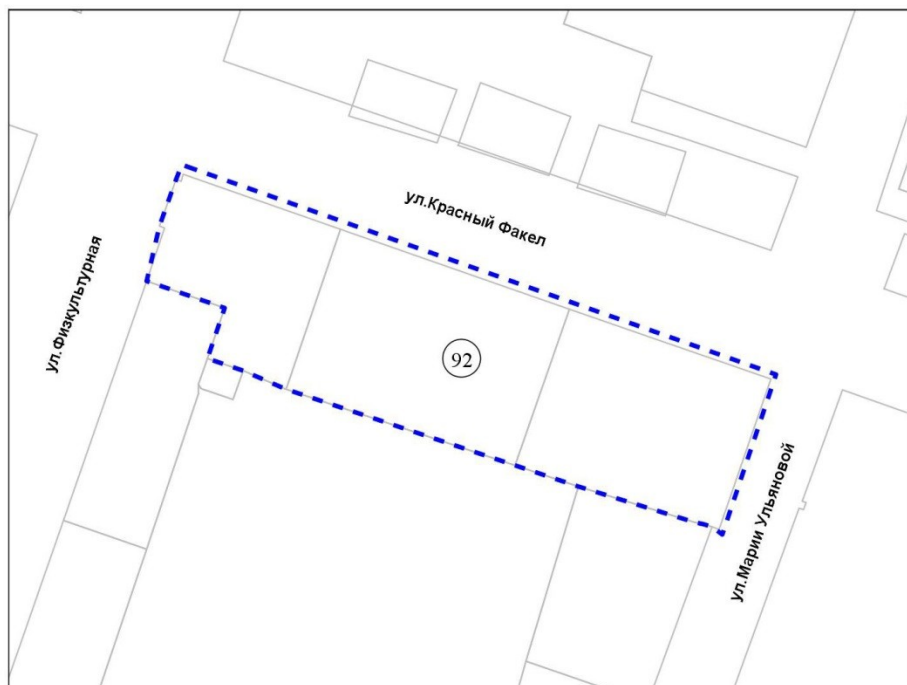 ул.Красный Факел
ул.Физкультурная
92
ул.Марии Ульяновой